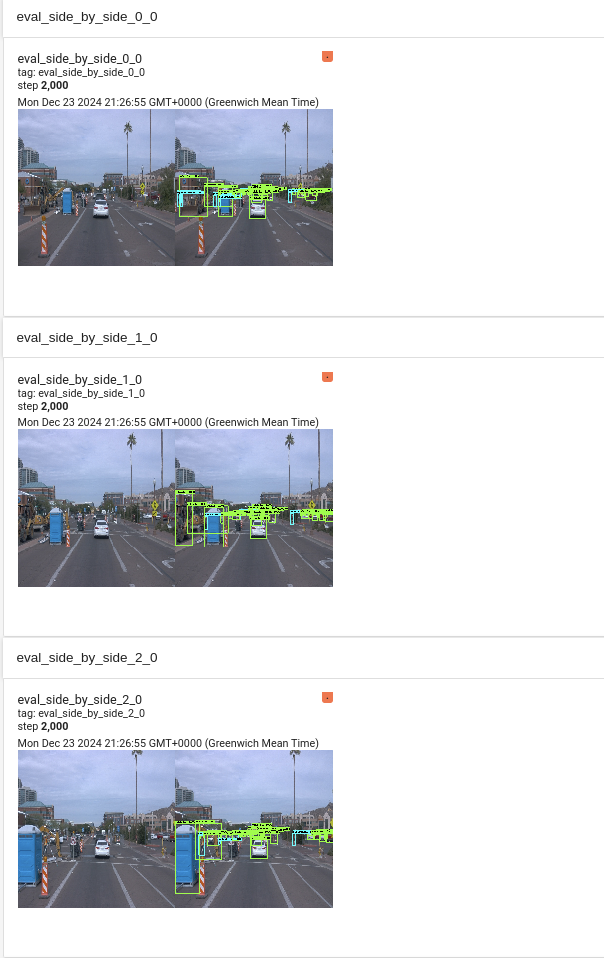 eval_side_by_side_0_0
eval_side_by_side_0_0
tag: eval_side_by_side_0_0
step 2,000
Mon Dec 23 2024 21:26:55 GMT+0000 (Greenwich Mean Time)
eval_side_by_side_1_0
eval_side_by_side_1_0
tag: eval_side_by_side_1_0
step 2,000
Mon Dec 23 2024 21:26:55 GMT+0000 (Greenwich Mean Time)
eval_side_by_side_2_0
eval_side_by_side_2_0
tag: eval_side_by_side_2_0
step 2,000
Mon Dec 23 2024 21:26:55 GMT+0000 (Greenwich Mean Time)